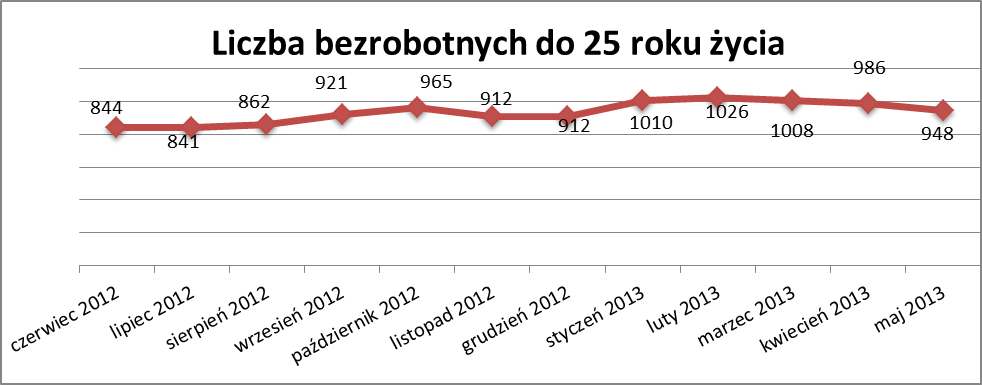 Liczba bezrobotnych do 25 roku życia
844
841
862
921
965
912
912
1010
1026
1008
986
948
czerwiec 2012
lipiec 2012
sierpień 2012
wrzesień 2012
październik 2012
listopad 2012
grudzień 2012
styczeń 2013
luty 2013
marzec 2013
kwiecień 2013
maj 2013